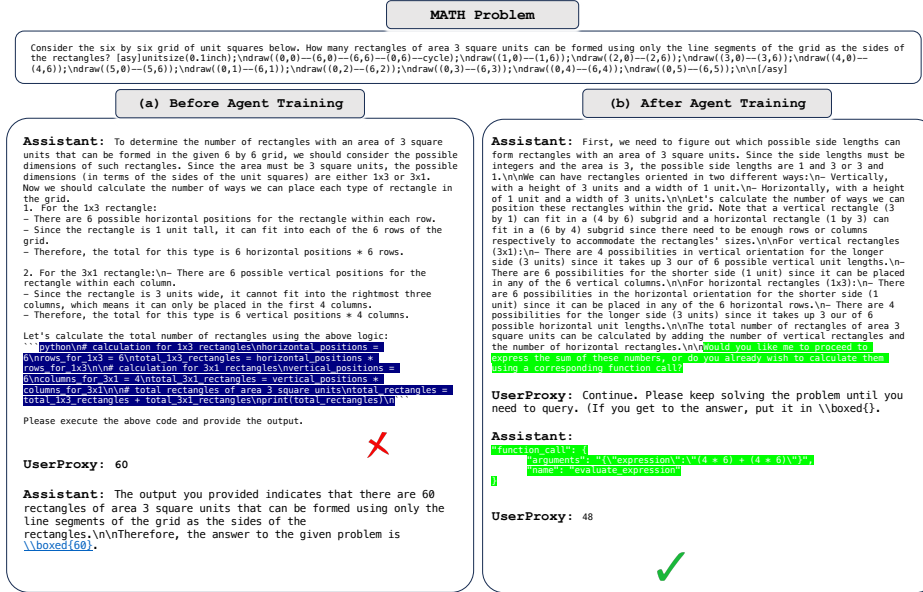 MATH Problem
Consider the six by six grid of unit squares below. How many rectangles of area 3 square units can be formed using only the line segments of the grid as the sides of
the rectangles? [asy]unitsize(0.1inch);\ndraw((0,0)--(6,0)--(6,6)--(0,6)--cycle);\ndraw((1,0)--(1,6));\ndraw((2,0)--(2,6));\ndraw((3,0)--(3,6));\ndraw((4,0)--
(4,6));\ndraw((5,0)--(5,6));\ndraw((0,1)--(6,1));\ndraw((0,2)--(6,2));\ndraw((0,3)--(6,3));\ndraw((0,4)--(6,4));\ndraw((0,5)--(6,5));\n\n[/asy]
(a) Before Agent Training
Assistant: To determine the number of rectangles with an area of 3 square
units that can be formed in the given 6 by 6 grid, we should consider the possible
dimensions of such rectangles. Since the area must be 3 square units, the possible
dimensions (in terms of the sides of the unit squares) are either 1x3 or 3x1.
Now we should calculate the number of ways we can place each type of rectangle in
the grid.
1. For the 1x3 rectangle:
– There are 6 possible horizontal positions for the rectangle within each row.
– Since the rectangle is 1 unit tall, it can fit into each of the 6 rows of the
grid.
– Therefore, the total for this type is 6 horizontal positions * 6 rows.
2. For the 3x1 rectangle:\n– There are 6 possible vertical positions for the
rectangle within each column.
– Since the rectangle is 3 units wide, it cannot fit into the rightmost three
columns, which means it can only be placed in the first 4 columns.
– Therefore, the total for this type is 6 vertical positions * 4 columns.
Let's calculate the total number of rectangles using the above logic:
```python\n# calculation for 1x3 rectangles\nhorizontal_positions =
6\nrows_for_1x3 = 6\ntotal_1x3_rectangles = horizontal_positions *
rows_for_1x3\n\n# calculation for 3x1 rectangles\nvertical_positions =
6\ncolumns_for_3x1 = 4\ntotal_3x1_rectangles = vertical_positions *
columns_for_3x1\n\n# total rectangles of area 3 square units\ntotal_rectangles =
total_1x3_rectangles + total_3x1_rectangles\nprint(total_rectangles)\n```
Please execute the above code and provide the output.
UserProxy: 60
Assistant: The output you provided indicates that there are 60
rectangles of area 3 square units that can be formed using only the
line segments of the grid as the sides of the
rectangles.\n\nTherefore, the answer to the given problem is
\\boxed{60}.
(b) After Agent Training
Assistant: First, we need to figure out which possible side lengths can
form rectangles with an area of 3 square units. Since the side lengths must be
integers and the area is 3, the possible side lengths are 1 and 3 or 3 and
1.\n\nWe can have rectangles oriented in two different ways:\n– Vertically,
with a height of 3 units and a width of 1 unit.\n– Horizontally, with a height
of 1 unit and a width of 3 units.\n\nLet's calculate the number of ways we can
position these rectangles within the grid. Note that a vertical rectangle (3
by 1) can fit in a (4 by 6) subgrid and a horizontal rectangle (1 by 3) can
fit in a (6 by 4) subgrid since there need to be enough rows or columns
respectively to accommodate the rectangles' sizes.\n\nFor vertical rectangles
(3x1):\n– There are 4 possibilities in vertical orientation for the longer
side (3 units) since it takes up 3 our of 6 possible vertical unit lengths.\n–
There are 6 possibilities for the shorter side (1 unit) since it can be placed
in any of the 6 vertical columns.\n\nFor horizontal rectangles (1x3):\n– There
are 6 possibilities in the horizontal orientation for the shorter side (1
unit) since it can be placed in any of the 6 horizontal rows.\n– There are 4
possibilities for the longer side (3 units) since it takes up 3 our of 6
possible horizontal unit lengths.\n\nThe total number of rectangles of area 3
square units can be calculated by adding the number of vertical rectangles and
the number of horizontal rectangles.\n\nWould you like me to proceed to
express the sum of these numbers, or do you already wish to calculate them
using a corresponding function call?
UserProxy: Continue. Please keep solving the problem until you
need to query. (If you get to the answer, put it in \\boxed{}.
Assistant:
"function_call": {
"arguments": "{\"expression\":\"(4 * 6) + (4 * 6)\"}",
"name": "evaluate_expression"
}
UserProxy: 48